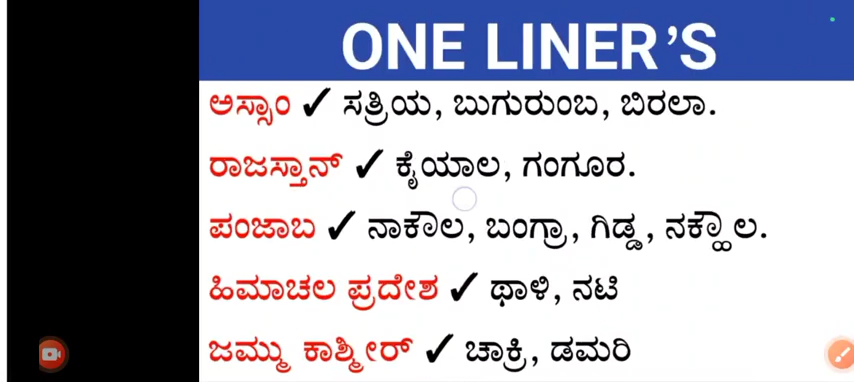 ONE LINER'S
ಅಸ್ಸಾಂ ✓ ಸತ್ರಿಯ, ಬುಗುರುಂಬ, ಬಿರಲಾ.
ರಾಜಸ್ತಾನ್ ✓ ಕೈಯಾಲ, ಗಂಗೂರ.
ಪಂಜಾಬ ✓ ನಾಕೌಲ, ಬಂಗ್ರಾ, ಗಿಡ್ಡ, ನಕ್ಹೌಲ.
ಹಿಮಾಚಲ ಪ್ರದೇಶ ✓ ಥಾಳಿ, ನಟಿ
ಜಮ್ಮು ಕಾಶ್ಮೀರ್ ✓ ಚಾಕ್ರಿ, ಡಮರಿ